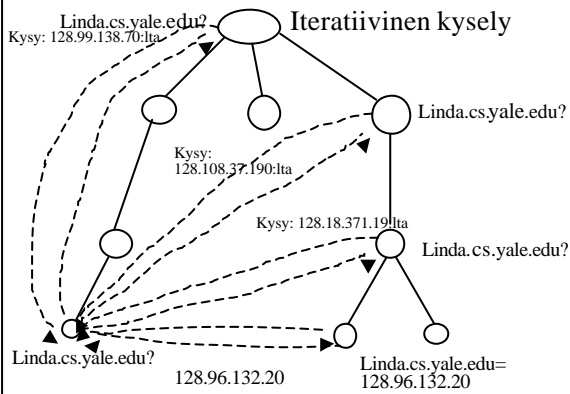 Linda.cs.yale.edu?
Iteratiivinen kysely
Kysy: 128.99.138.70:lta
Linda.cs.yale.edu?
Kysy:
128.108.37.190:lta
Kysy: 128.18.371.19:lta
Linda.cs.yale.edu?
Linda.cs.yale.edu?
128.96.132.20
Linda.cs.yale.edu=
128.96.132.20